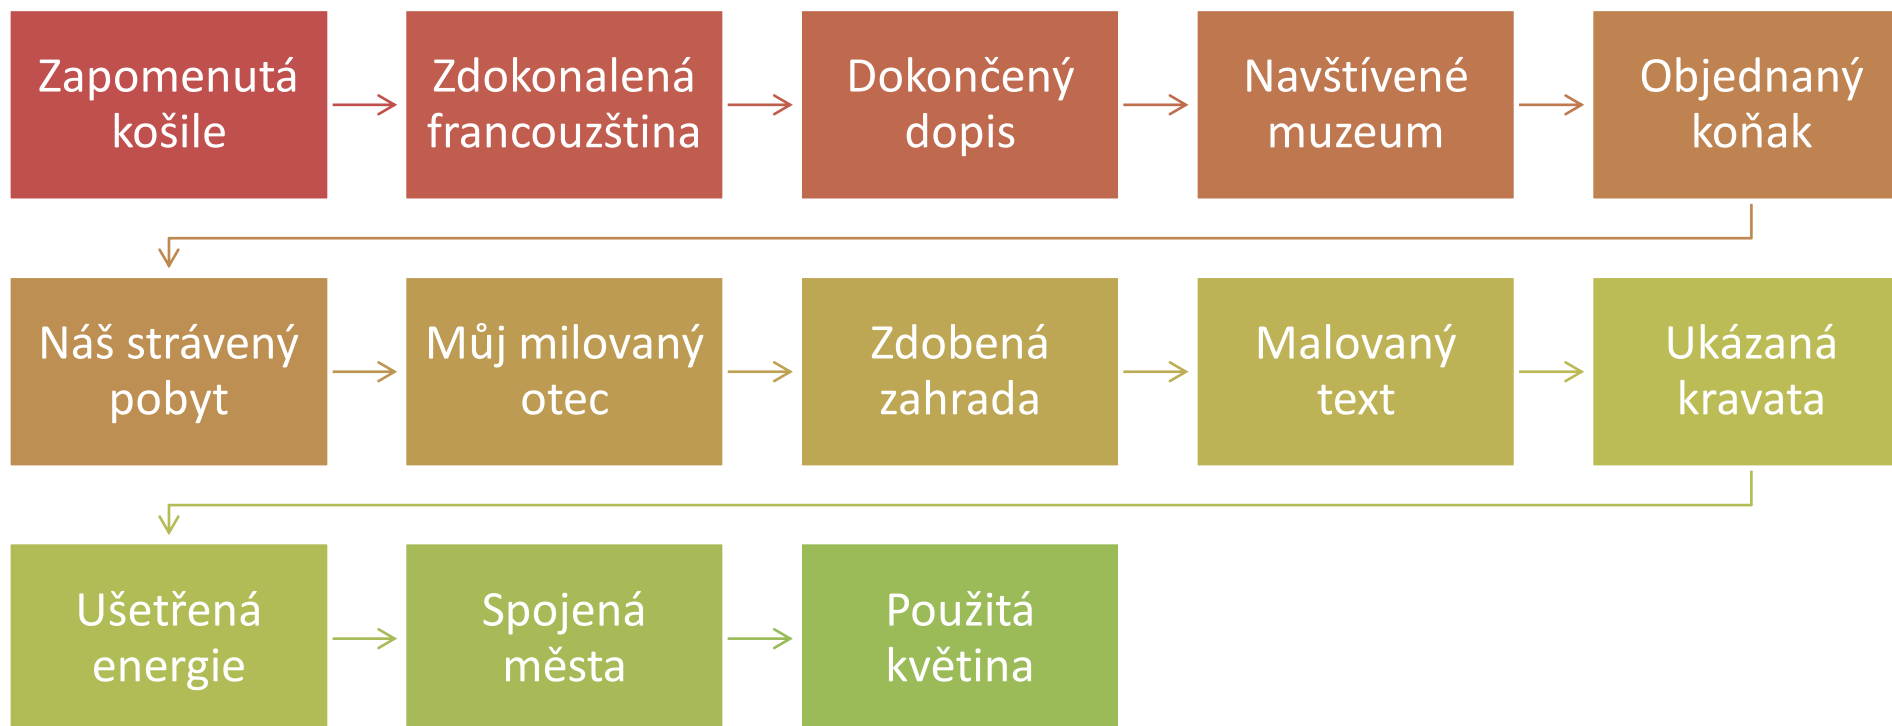 Zapomenutá
košile
Zdokonalená
francouzština
Dokončený
dopis
Navštívené
muzeum
Objednaný
koňak
Náš strávený
pobyt
Můj milovaný
otec
Zdobená
zahrada
Malovaný
text
Ukázaná
kravata
Ušetřená
energie
Spojená
města
Použitá
květina